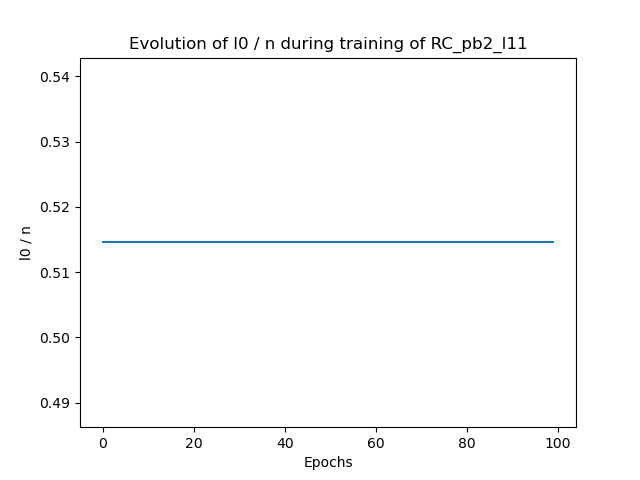 Evolution of l0 / n during training of RC_pb2_l11
0.54
0.53
0.52
0.51
0.50
0.49
l0 / n
0 20 40 60 80 100
Epochs